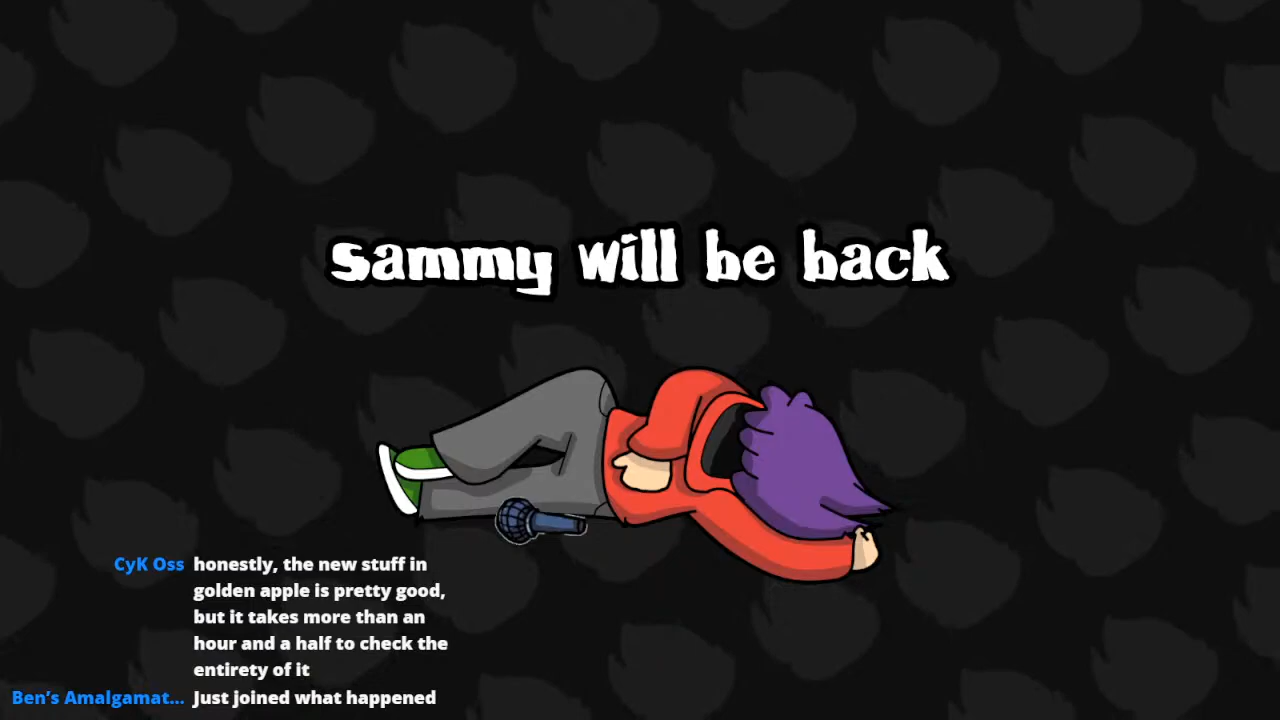 sammy will be back
CyK Oss honestly, the new stuff in
golden apple is pretty good,
but it takes more than an
hour and a half to check the
entirety of it
Ben's Amalgamat... Just joined what happened